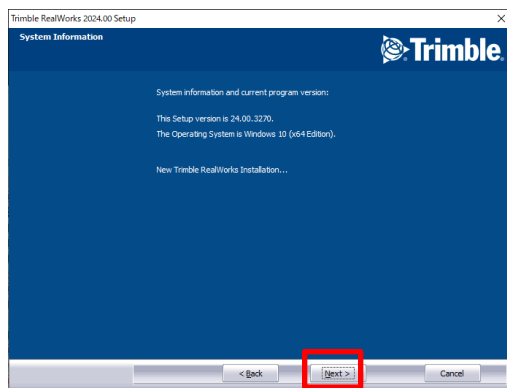 Trimble RealWorks 2024.00 Setup
System Information
Trimble.
System information and current program version:
This Setup version is 24.00.3270.
The Operating System is Windows 10 (x64 Edition).
New Trimble RealWorks Installation...
< Back
Next >
Cancel